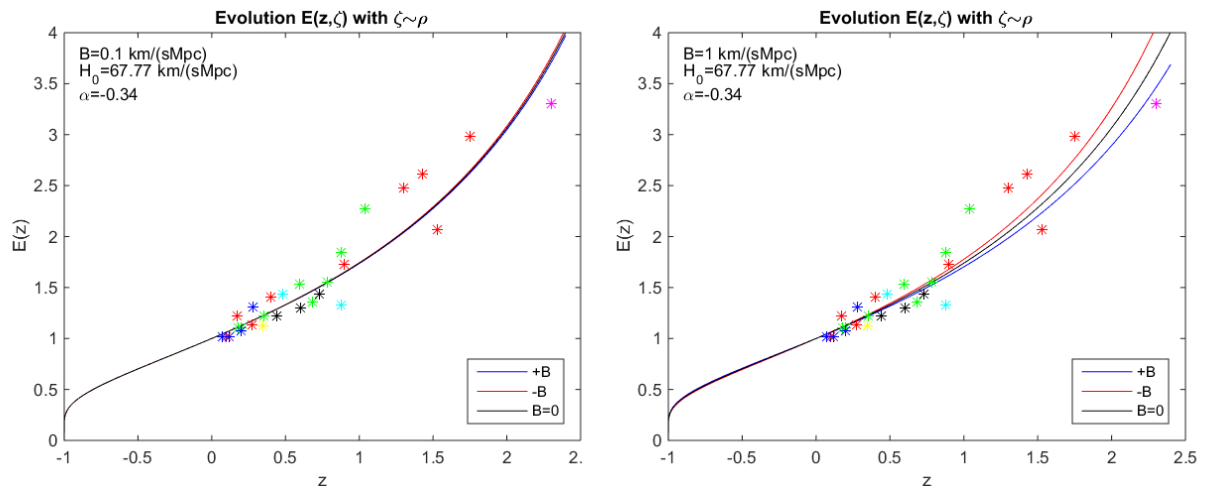 Evolution E(z,ζ) with ζ~ρ
B=0.1 km/(sMpc)
H₀=67.77 km/(sMpc)
α=-0.34
E(z)
4
3.5
3
2.5
2
1.5
1
0.5
0
-1 -0.5 0 0.5 1 1.5 2 2.
z
+B
-B
B=0
Evolution E(z,ζ) with ζ~ρ
B=1 km/(sMpc)
H₀=67.77 km/(sMpc)
α=-0.34
E(z)
4
3.5
3
2.5
2
1.5
1
0.5
0
-1 -0.5 0 0.5 1 1.5 2 2.5
z
+B
-B
B=0